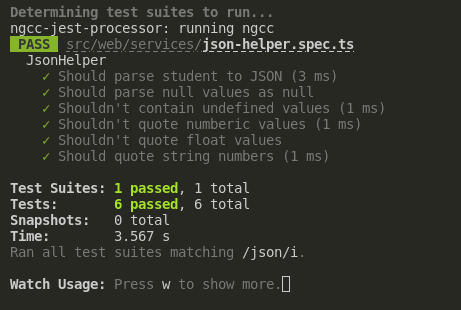 Determining test suites to run...
ngcc-jest-processor: running ngcc
PASS src/web/services/json-helper.spec.ts
JsonHelper
✓ Should parse student to JSON (3 ms)
✓ Should parse null values as null
✓ Shouldn't contain undefined values (1 ms)
✓ Shouldn't quote numberic values (1 ms)
✓ Shouldn't quote float values
✓ Should quote string numbers (1 ms)
Test Suites: 1 passed, 1 total
Tests: 6 passed, 6 total
Snapshots: 0 total
Time: 3.567 s
Ran all test suites matching /json/i.
Watch Usage: Press w to show more.